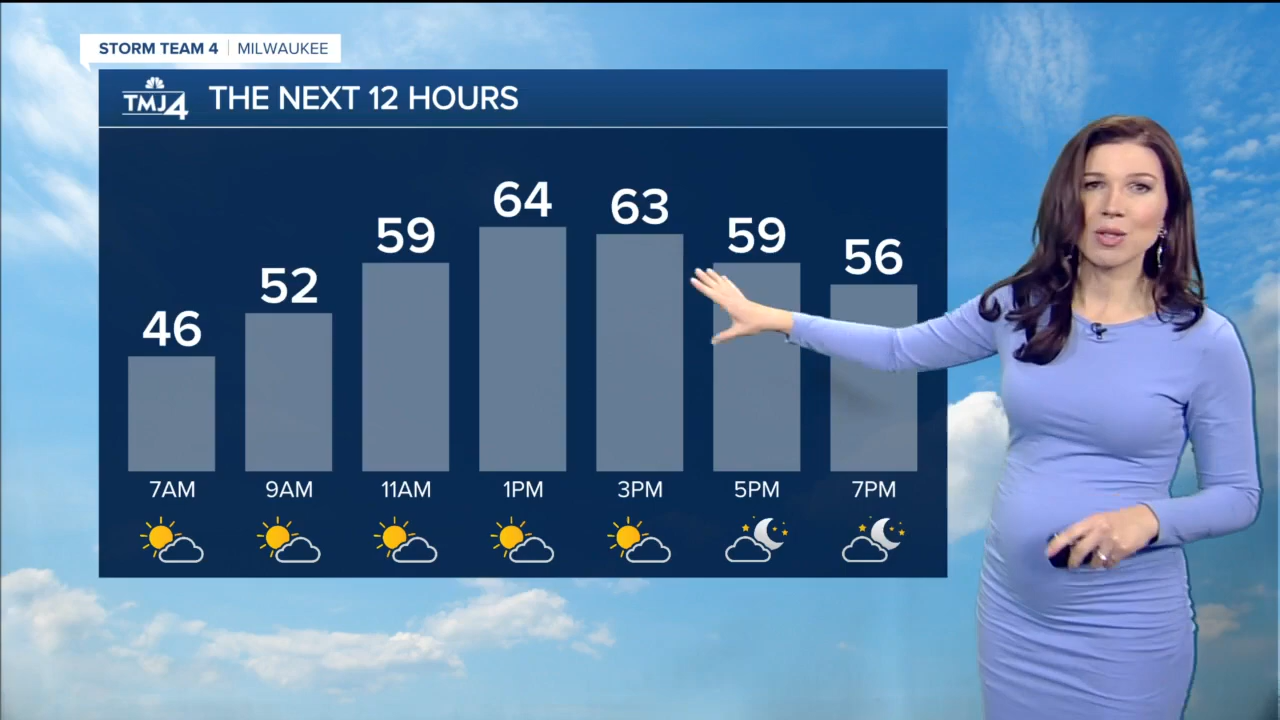 STORM TEAM 4 | MILWAUKEE
TMJ4 THE NEXT 12 HOURS
46 52 59 64 63 59 56
7AM 9AM 11AM 1PM 3PM 5PM 7PM